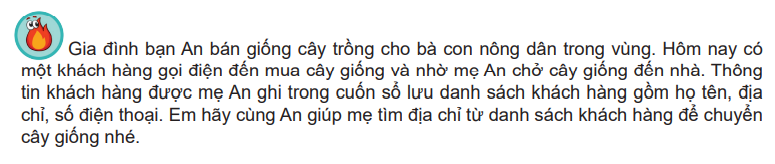 Gia đình bạn An bán giống cây trồng cho bà con nông dân trong vùng. Hôm nay có
một khách hàng gọi điện đến mua cây giống và nhờ mẹ An chở cây giống đến nhà. Thông
tin khách hàng được mẹ An ghi trong cuốn sổ lưu danh sách khách hàng gồm họ tên, địa
chỉ, số điện thoại. Em hãy cùng An giúp mẹ tìm địa chỉ từ danh sách khách hàng để chuyển
cây giống nhé.